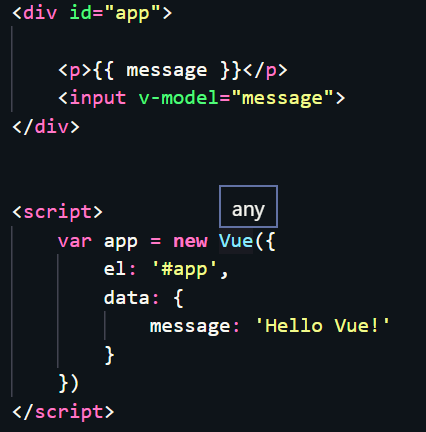 <div id="app">
<p>{{ message }}</p>
<input v-model="message">
</div>
<script>
any
var app = new Vue({
el: '#app',
data: {
message: 'Hello Vue!'
}
})
</script>